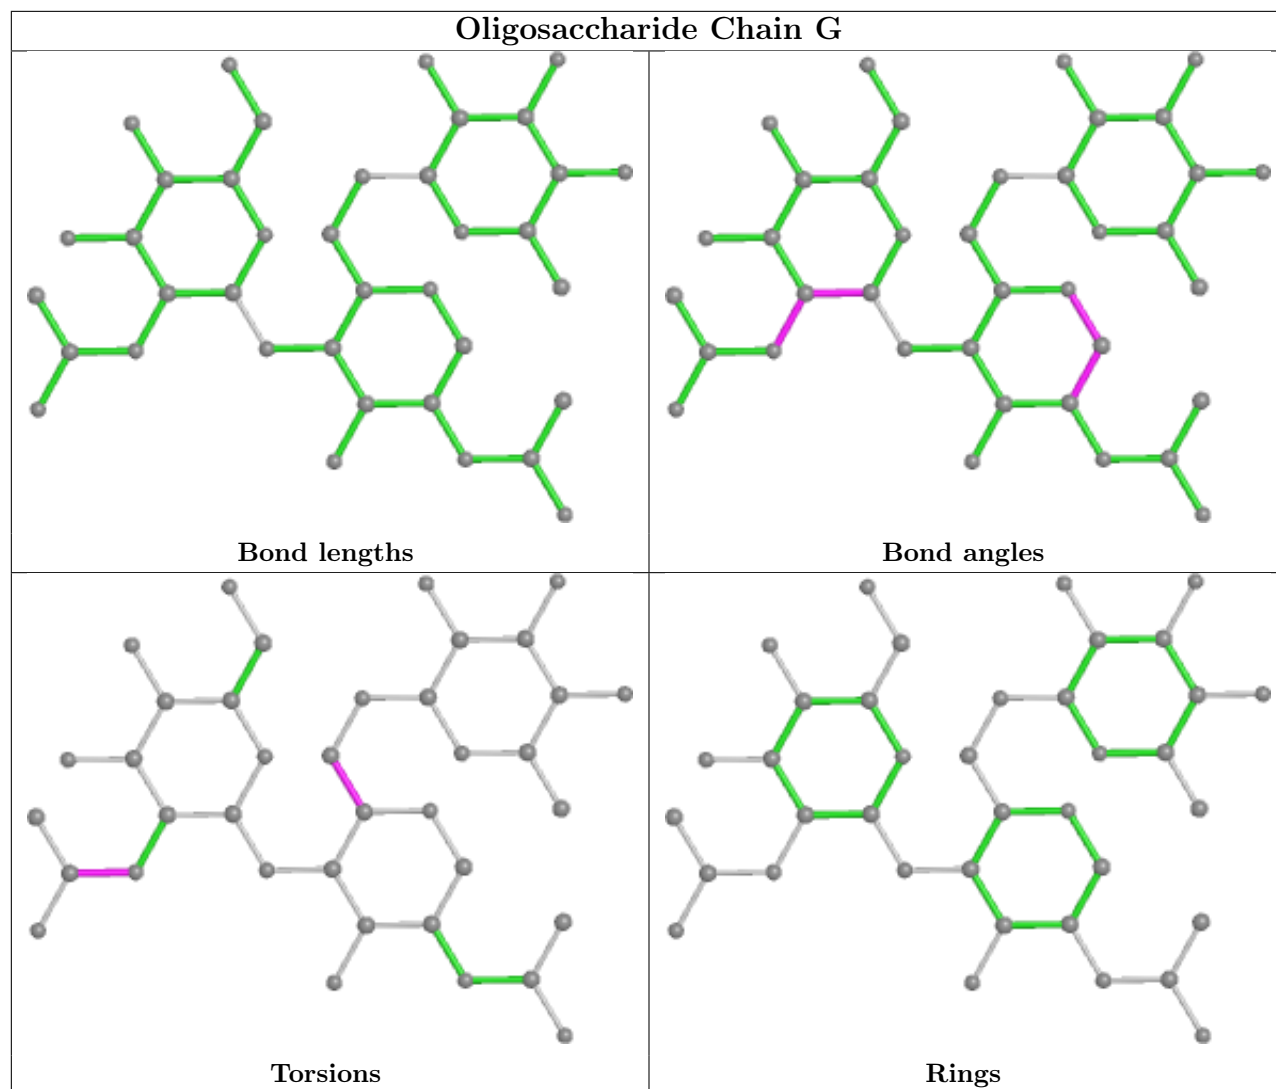 Oligosaccharide Chain G
Bond lengths
Bond angles
Torsions
Rings